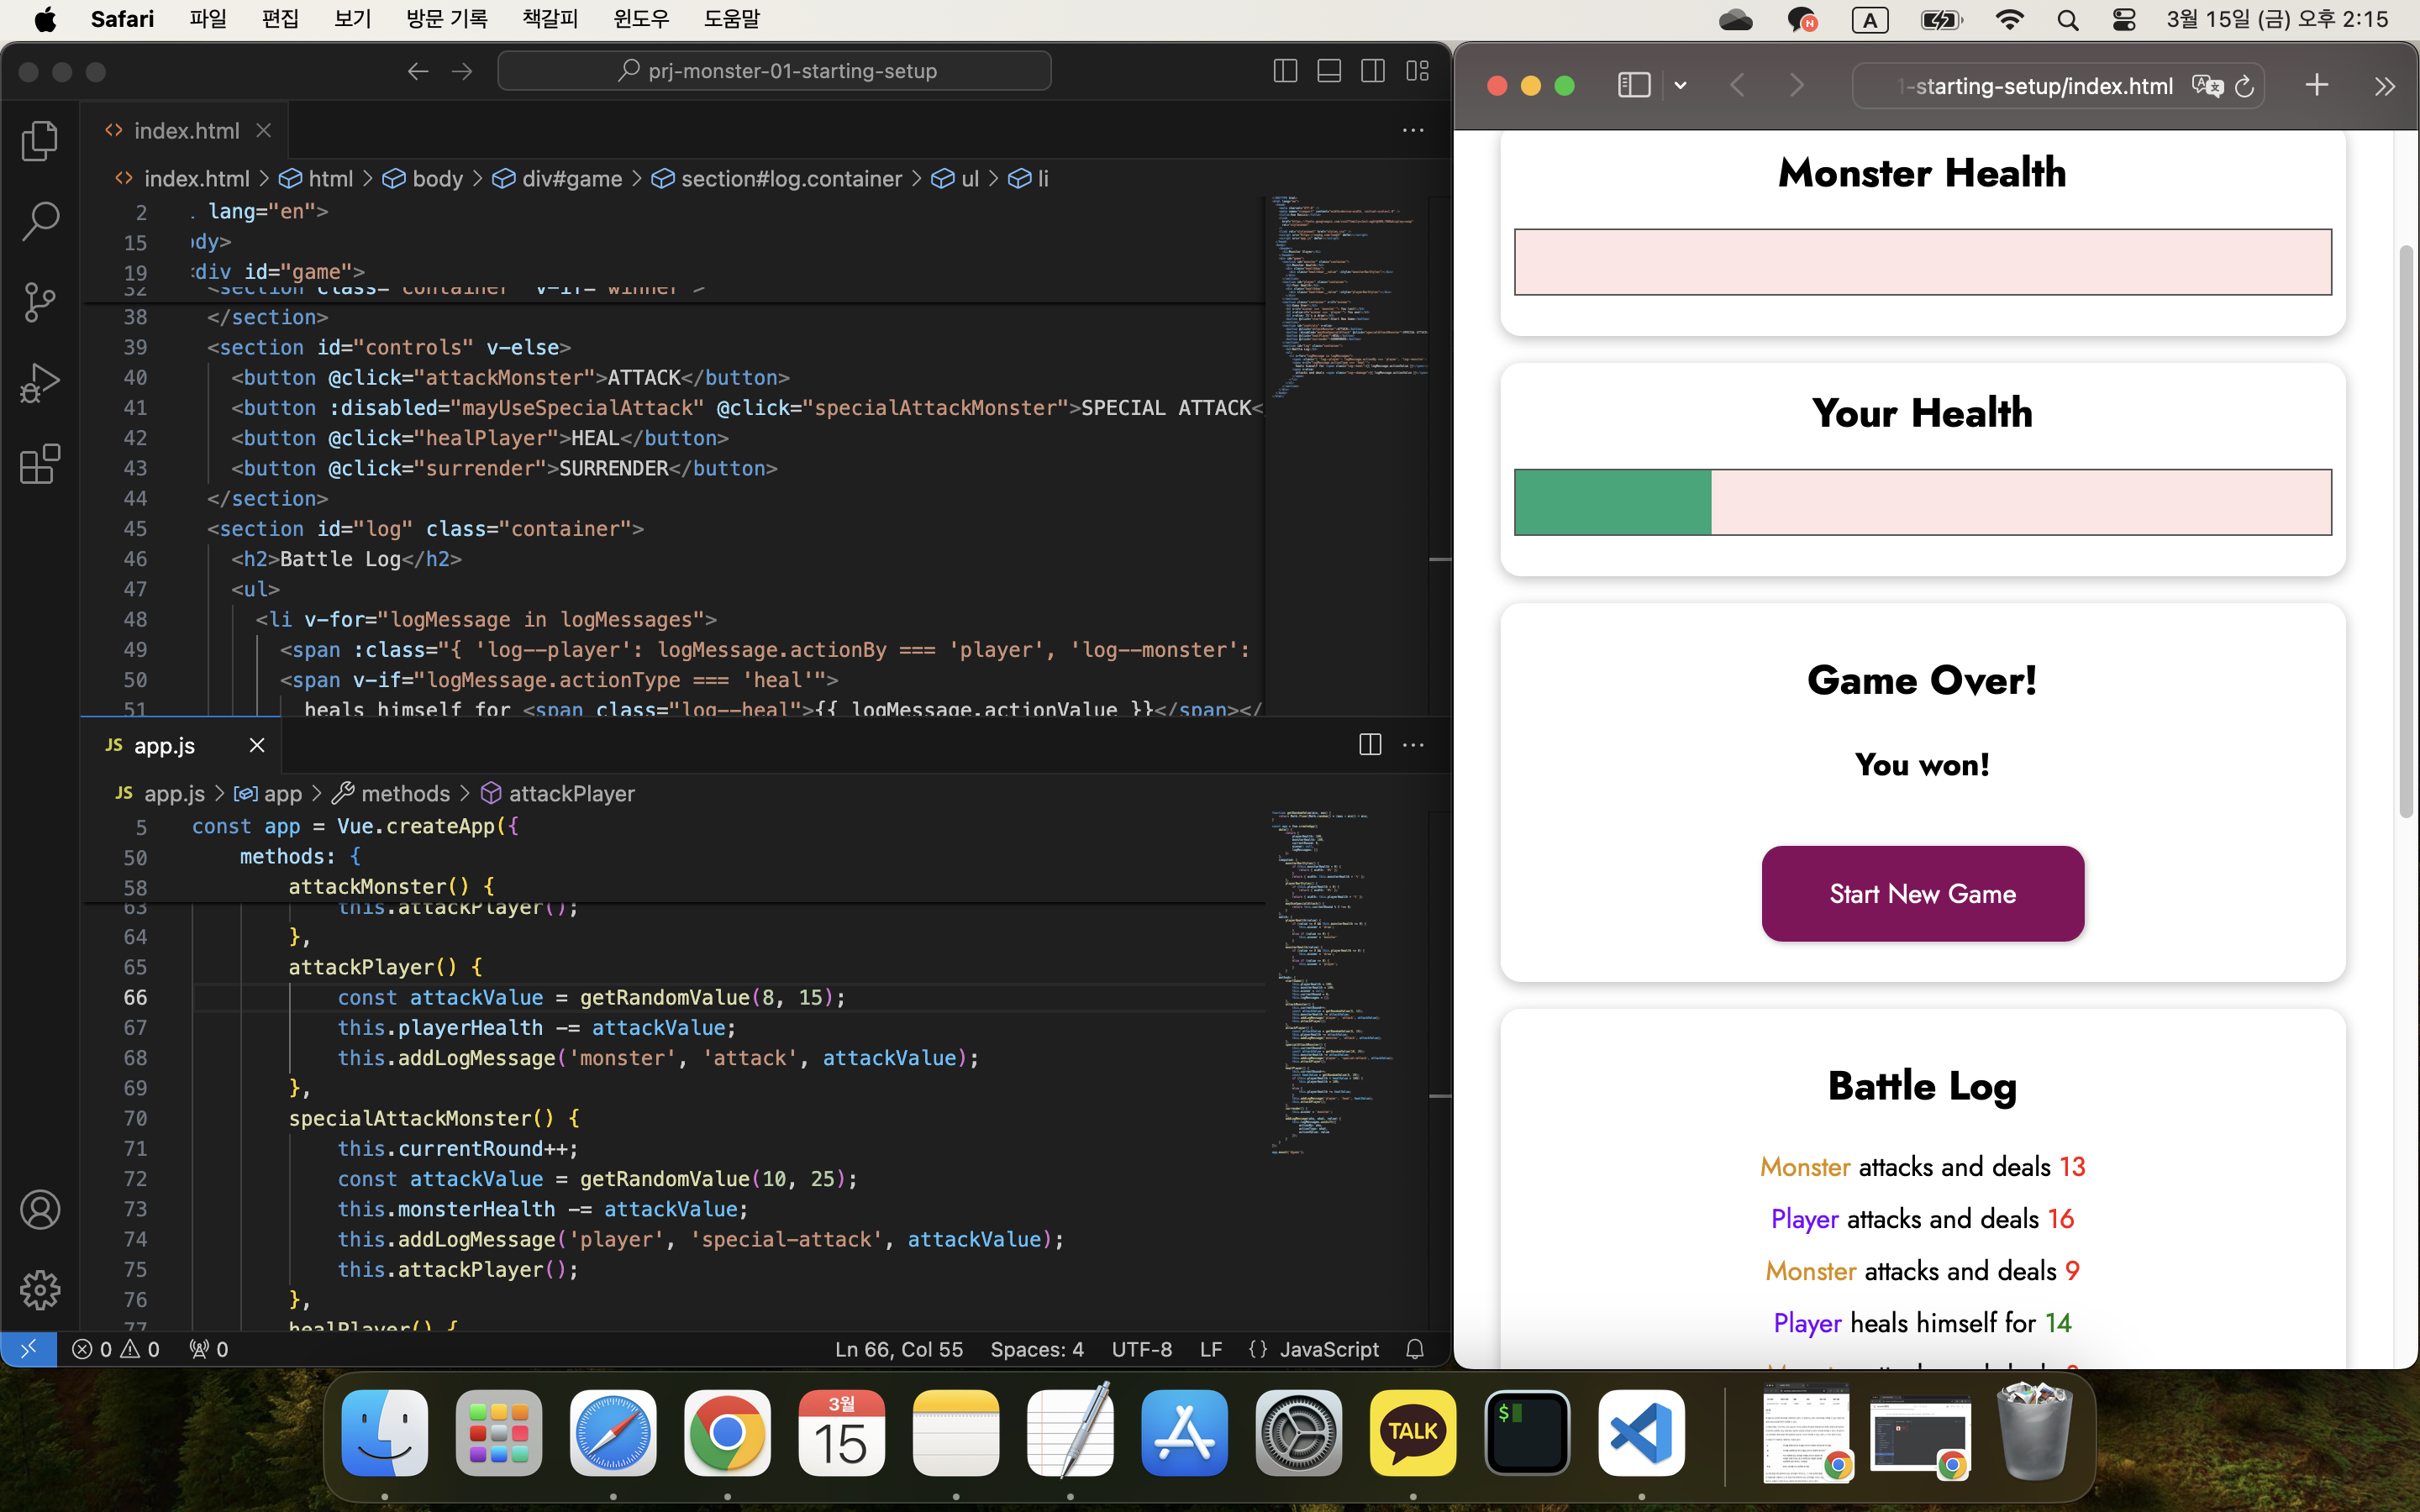 Safari 파일 편집 보기 방문 기록 책갈피 윈도우 도움말
A 3월 15일 (금) 오후 2:15
prj-monster-01-starting-setup
index.html
index.html > html > body > div#game > section#log.container > ul > li
2 lang="en">
15 dy>
19 div id="game">
32 <section class="container" v-if="winner">
38 </section>
39 <section id="controls" v-else>
40 <button @click="attackMonster">ATTACK</button>
41 <button :disabled="mayUseSpecialAttack" @click="specialAttackMonster">SPECIAL ATTACK<
42 <button @click="healPlayer">HEAL</button>
43 <button @click="surrender">SURRENDER</button>
44 </section>
45 <section id="log" class="container">
46 <h2>Battle Log</h2>
47 <ul>
48 <li v-for="logMessage in logMessages">
49 <span :class="{ 'log--player': logMessage.actionBy === 'player', 'log--monster':
50 <span v-if="logMessage.actionType === 'heal'">
51 heals himself for <span class="log--heal">{{ logMessage.actionValue }}</span></
JS app.js
JS app.js > app > methods > attackPlayer
5 const app = Vue.createApp({
50 methods: {
58 attackMonster() {
63 this.attackPlayer();
64 },
65 attackPlayer() {
66 const attackValue = getRandomValue(8, 15);
67 this.playerHealth -= attackValue;
68 this.addLogMessage('monster', 'attack', attackValue);
69 },
70 specialAttackMonster() {
71 this.currentRound++;
72 const attackValue = getRandomValue(10, 25);
73 this.monsterHealth -= attackValue;
74 this.addLogMessage('player', 'special-attack', attackValue);
75 this.attackPlayer();
76 },
77 healPlayer() {
0 0 0 Ln 66, Col 55 Spaces: 4 UTF-8 LF {} JavaScript
-starting-setup/index.html
Monster Health
Your Health
Game Over!
You won!
Start New Game
Battle Log
Monster attacks and deals 13
Player attacks and deals 16
Monster attacks and deals 9
Player heals himself for 14
3월
15
TALK
$